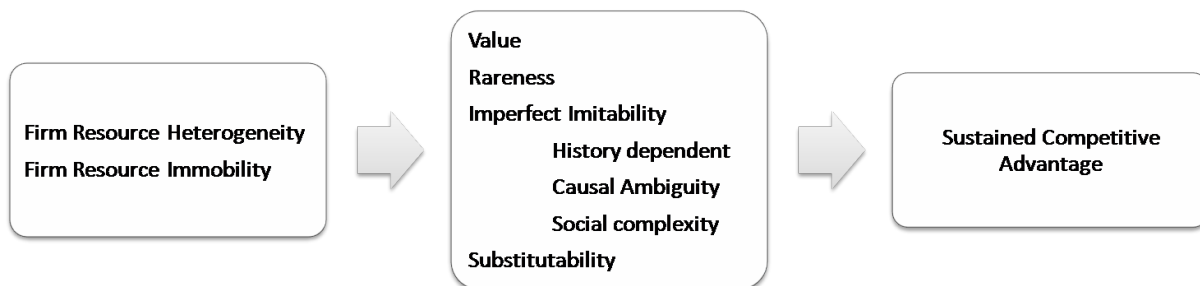 Firm Resource Heterogeneity
Firm Resource Immobility
Value
Rareness
Imperfect Imitability
History dependent
Causal Ambiguity
Social complexity
Substitutability
Sustained Competitive
Advantage